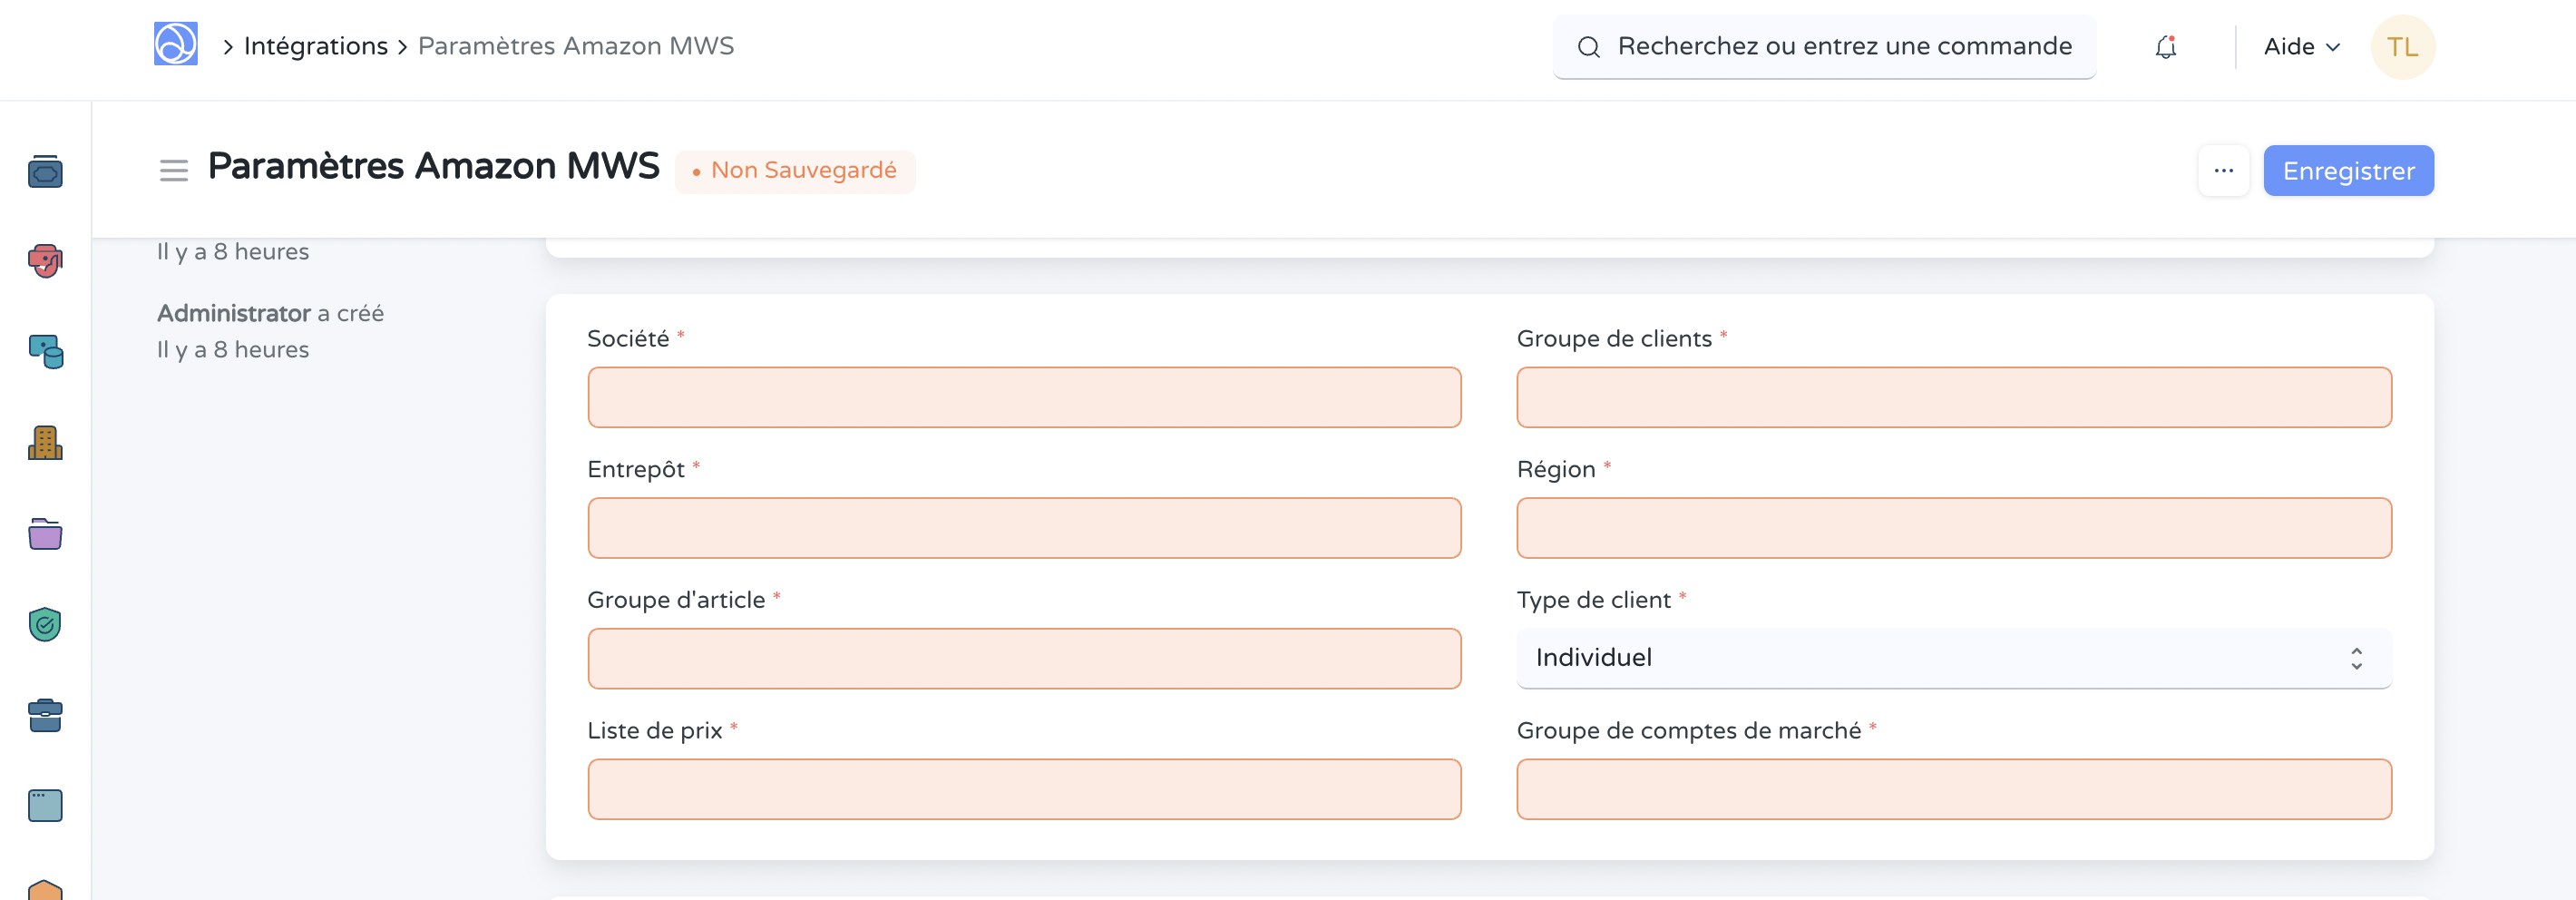 Intégrations
Paramètres Amazon MWS
Recherchez ou entrez une commande
Aide
TL
Paramètres Amazon MWS
• Non Sauvegardé
···
Enregistrer
Il y a 8 heures
Administrator a créé
Il y a 8 heures
Société *
Groupe de clients *
Entrepôt *
Région *
Groupe d'article *
Type de client *
Individuel
Liste de prix *
Groupe de comptes de marché *